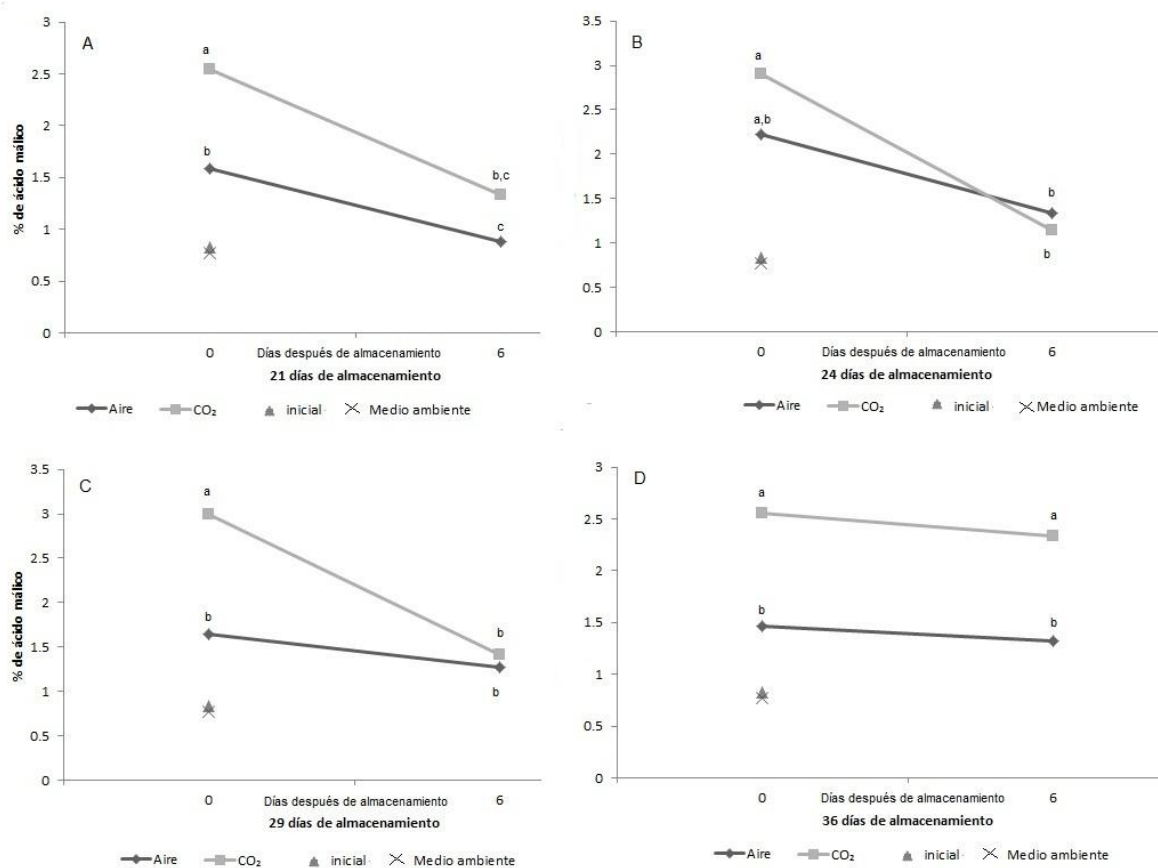 A
3
2.5
2
1.5
1
0.5
0
% de ácido málico
a
b
b,c
c
0 Días después de almacenamiento 6
21 días de almacenamiento
Aire CO₂ inicial Medio ambiente
B
3.5
3
2.5
2
1.5
1
0.5
0
a
a,b
b
b
0 Días después de almacenamiento 6
24 días de almacenamiento
Aire CO₂ inicial Medio ambiente
C
3.5
3
2.5
2
1.5
1
0.5
0
% de ácido málico
a
b
b
b
0 Días después de almacenamiento 6
29 días de almacenamiento
Aire CO₂ inicial Medio ambiente
D
3
2.5
2
1.5
1
0.5
0
a
a
b
b
0 Días después de almacenamiento 6
36 días de almacenamiento
Aire CO₂ inicial Medio ambiente